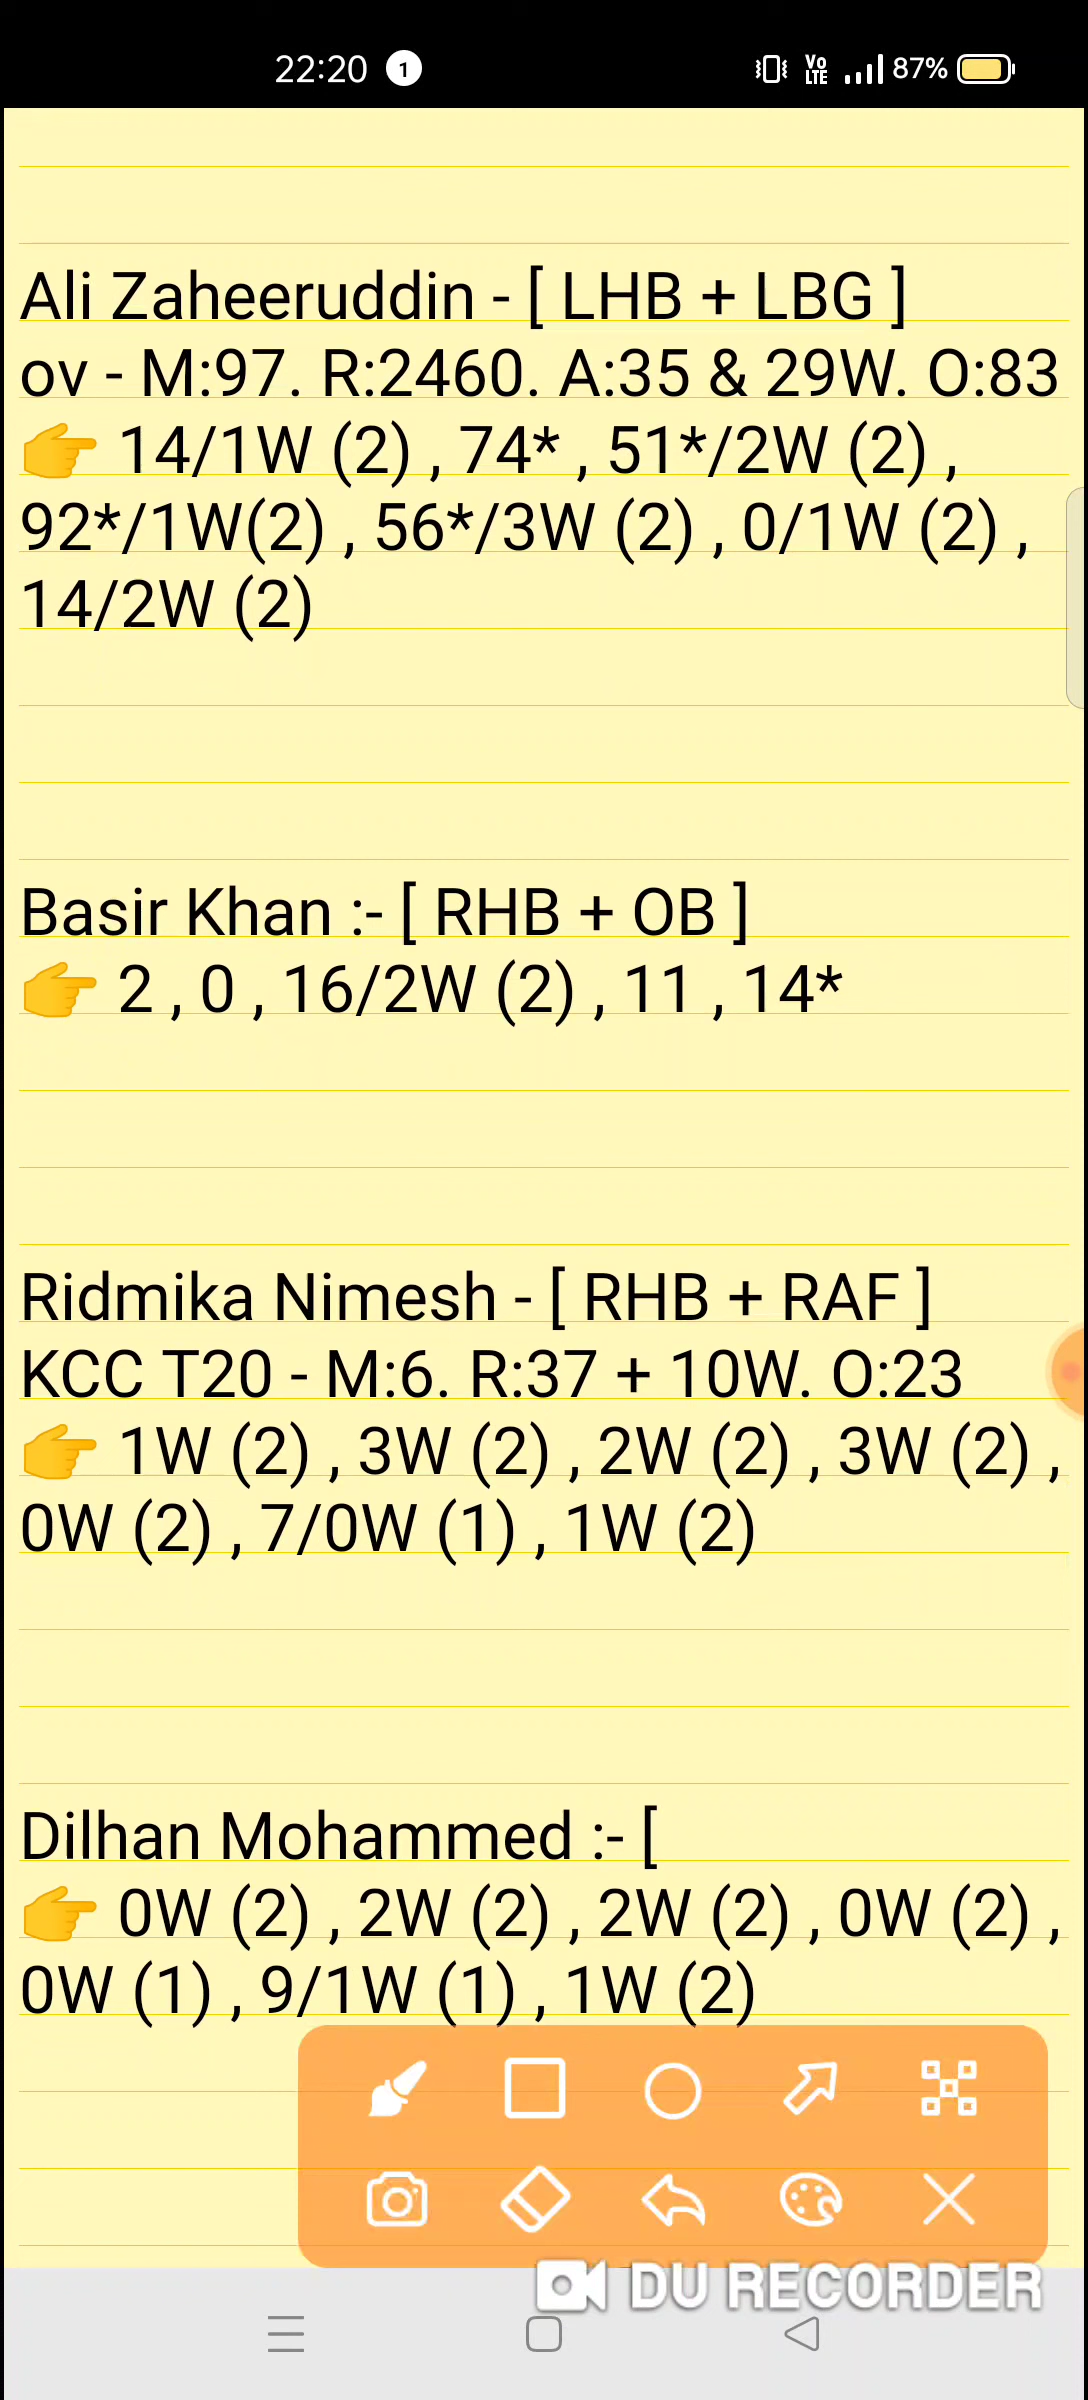 22:20 1 Vo LTE 87%
Ali Zaheeruddin - [ LHB + LBG ]
ov - M:97. R:2460. A:35 & 29W. O:83
👉 14/1W (2) , 74* , 51*/2W (2) ,
92*/1W(2) , 56*/3W (2) , 0/1W (2) ,
14/2W (2)
Basir Khan :- [ RHB + OB ]
👉 2 , 0 , 16/2W (2) , 11 , 14*
Ridmika Nimesh - [ RHB + RAF ]
KCC T20 - M:6. R:37 + 10W. O:23
👉 1W (2) , 3W (2) , 2W (2) , 3W (2) ,
0W (2) , 7/0W (1) , 1W (2)
Dilhan Mohammed :- [
👉 0W (2) , 2W (2) , 2W (2) , 0W (2) ,
0W (1) , 9/1W (1) , 1W (2)
DU RECORDER